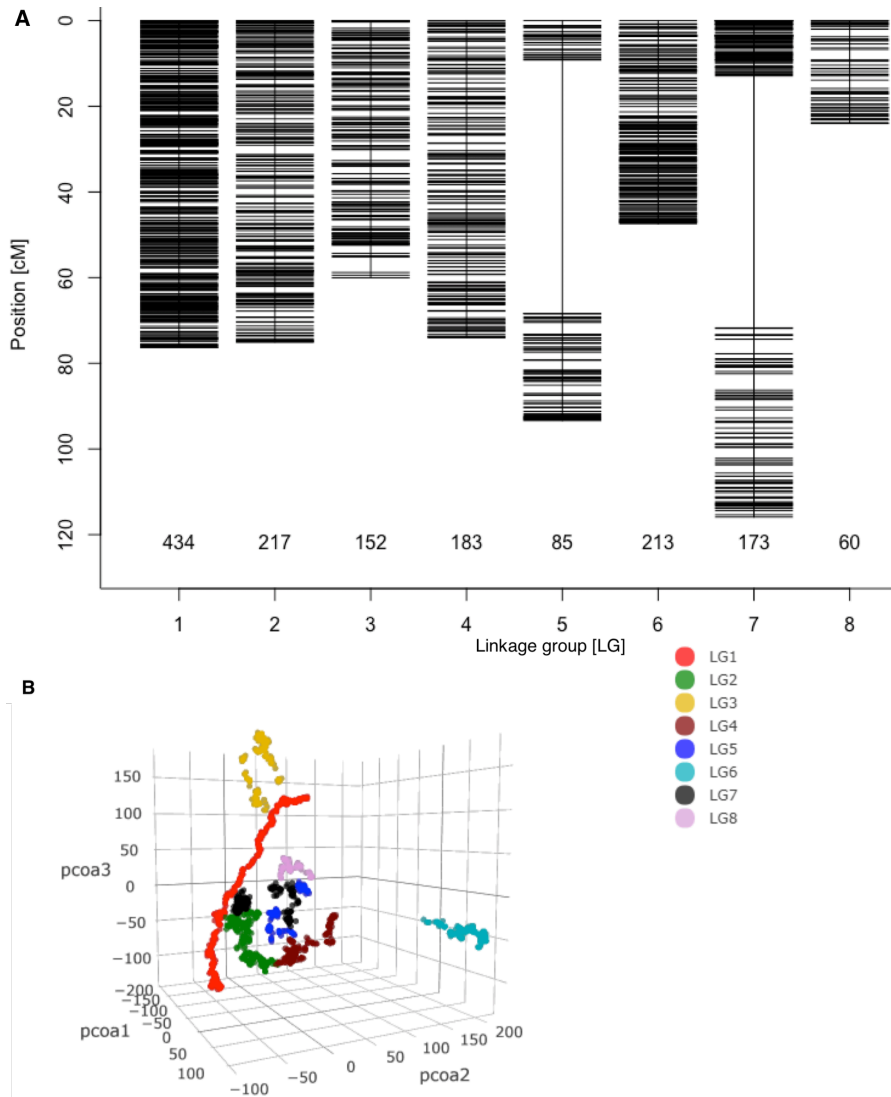 A
Position [cM]
0
20
40
60
80
100
120
434 217 152 183 85 213 173 60
1 2 3 4 5 6 7 8
Linkage group [LG]
LG1
LG2
LG3
LG4
LG5
LG6
LG7
LG8
B
150
100
50
0
−50
−100
pcoa3
−200
−150
−100
−50
0
50
100
pcoa1
−100
−50
0
50
100
150
200
pcoa2